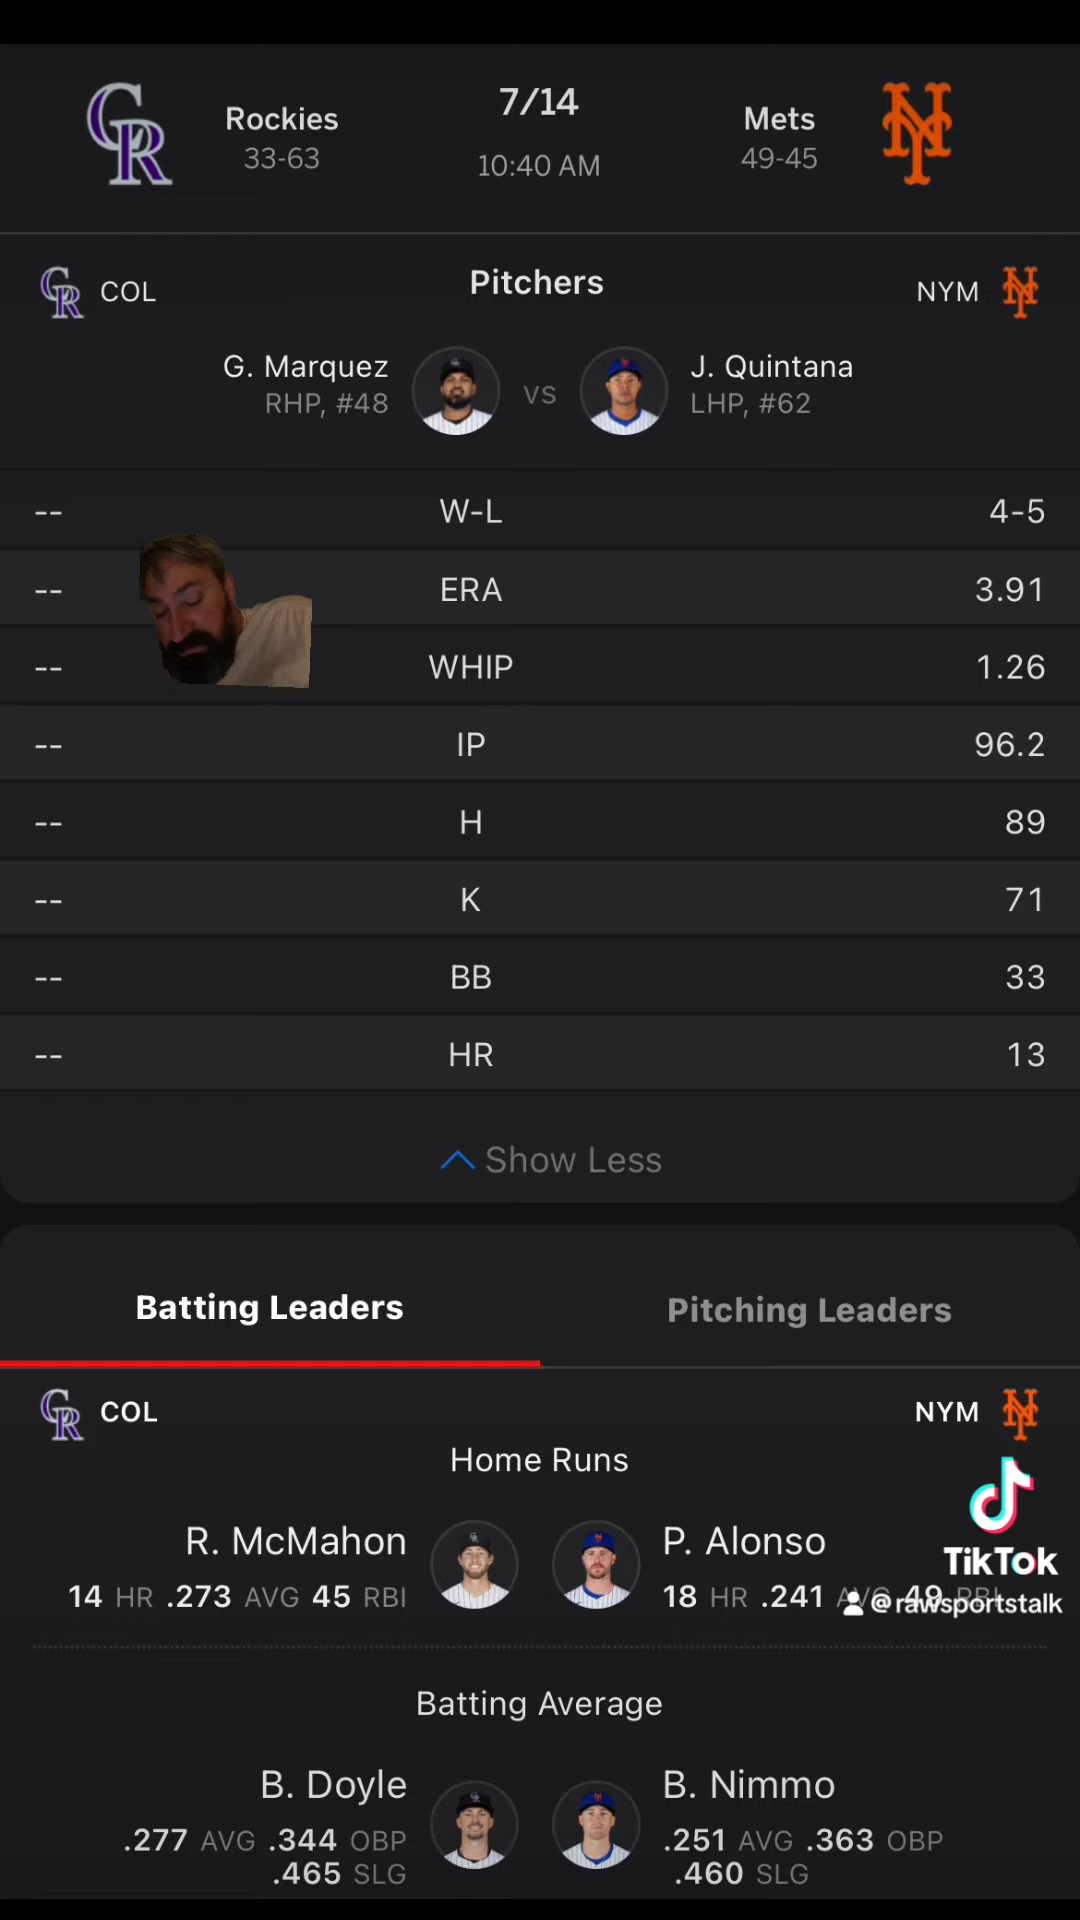 Rockies
33-63
7/14
10:40 AM
Mets
49-45
COL
Pitchers
NYM
G. Marquez
RHP, #48
vs
J. Quintana
LHP, #62
-- W-L 4-5
-- ERA 3.91
-- WHIP 1.26
-- IP 96.2
-- H 89
-- K 71
-- BB 33
-- HR 13
Show Less
Batting Leaders
Pitching Leaders
COL
NYM
Home Runs
R. McMahon
14 HR .273 AVG 45 RBI
P. Alonso
18 HR .241 AVG 49 RBI
TikTok
@rawsportstalk
Batting Average
B. Doyle
.277 AVG .344 OBP
.465 SLG
B. Nimmo
.251 AVG .363 OBP
.460 SLG